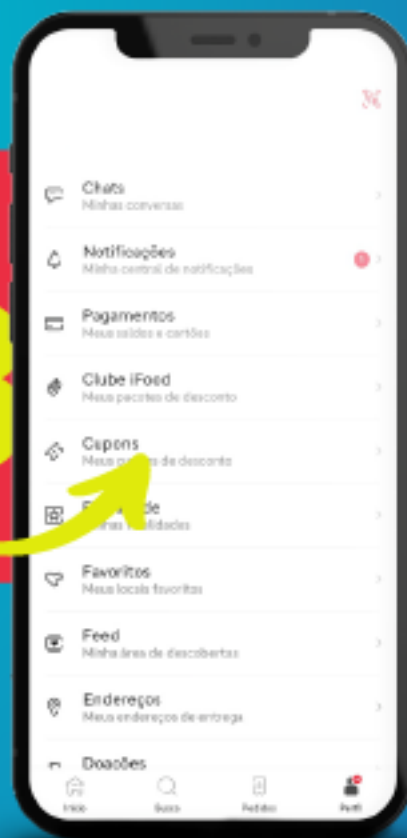 Chats
Minhas conversas
Notificações
Minha central de notificações
Pagamentos
Meus saldos e cartões
Clube iFood
Meus pacotes de desconto
Cupons
Meus de desconto
de
Favoritos
Meus locais favoritos
Feed
Minha área de descobertas
Endereços
Meus endereços de entrega
Doações
Início
Busca
Pedidos
Perfil